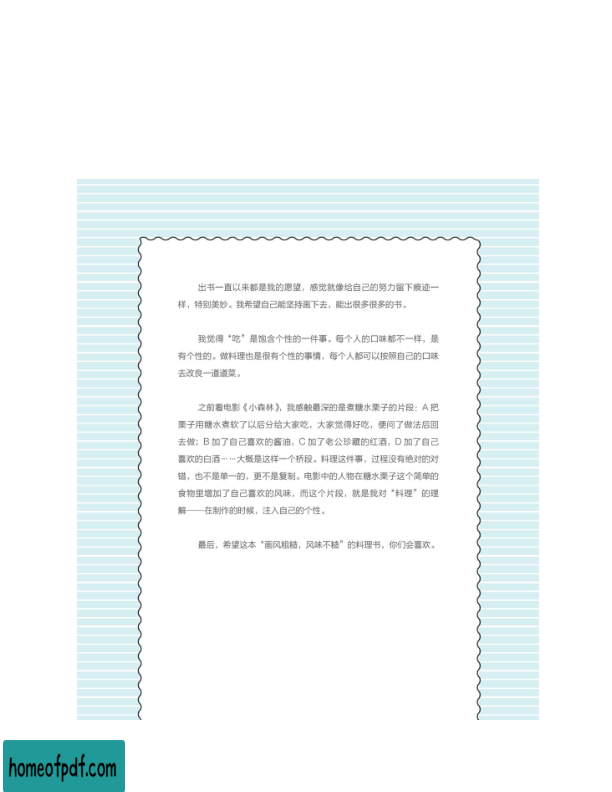 出书一直以来都是我的愿望，感觉就像给自己的努力留下痕迹一
样，特别美妙。我希望自己能坚持画下去，能出很多很多的书。
我觉得“吃”是饱含个性的一件事。每个人的口味都不一样，是
有个性的。做料理也是很有个性的事情，每个人都可以按照自己的口味
去改良一道道菜。
之前看电影《小森林》，我感触最深的是煮糖水栗子的片段：A 把
栗子用糖水煮软了以后分给大家吃，大家觉得好吃，便问了做法后回
去做；B 加了自己喜欢的酱油，C 加了老公珍藏的红酒，D 加了自己
喜欢的白酒……大概是这样一个桥段。料理这件事，过程没有绝对的对
错，也不是单一的，更不是复制。电影中的人物在糖水栗子这个简单的
食物里增加了自己喜欢的风味，而这个片段，就是我对“料理”的理
解——在制作的时候，注入自己的个性。
最后，希望这本“画风粗糙，风味不糙”的料理书，你们会喜欢。
homeofpdf.com